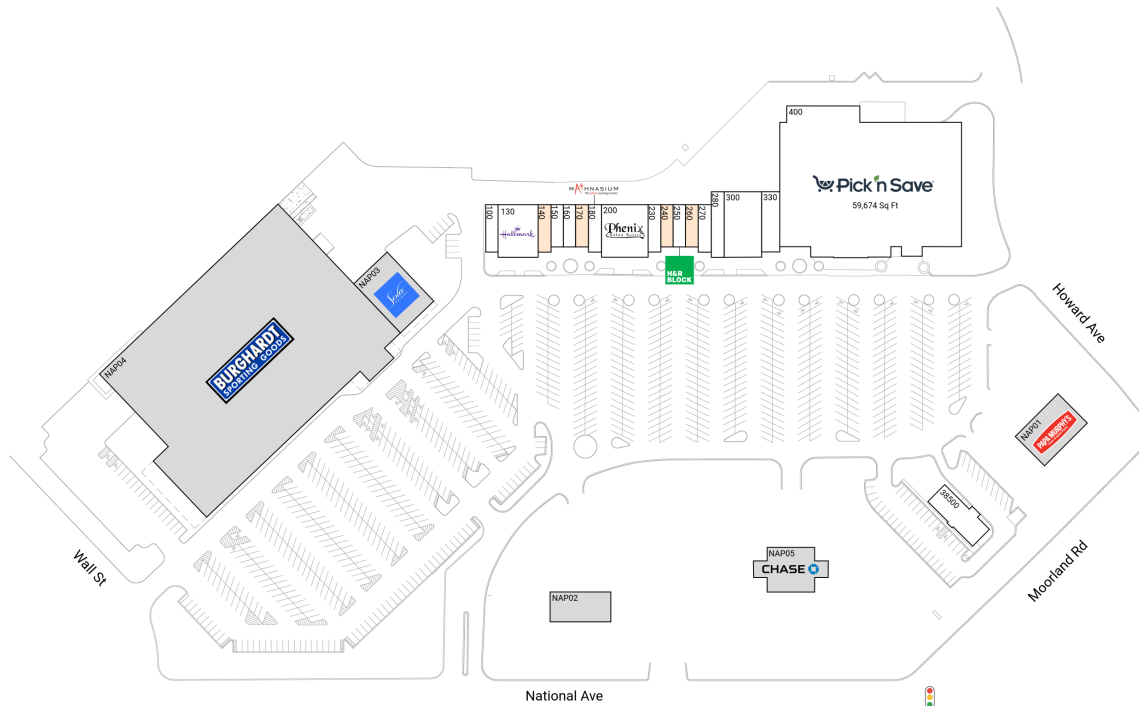 400
Pick 'n Save
59,674 Sq Ft
MATHNASIUM
100
130
Hallmark
140
150
160
170
180
200
Phenix
Salon Suites
230
240
250
260
270
280
300
330
H&R
BLOCK
NAP03
NAP04
BURGHARDT
SPORTING GOODS
Howard Ave
NAP01
PAPA MURPHY'S
38500
Wall St
NAP05
CHASE
Moorland Rd
NAP02
National Ave